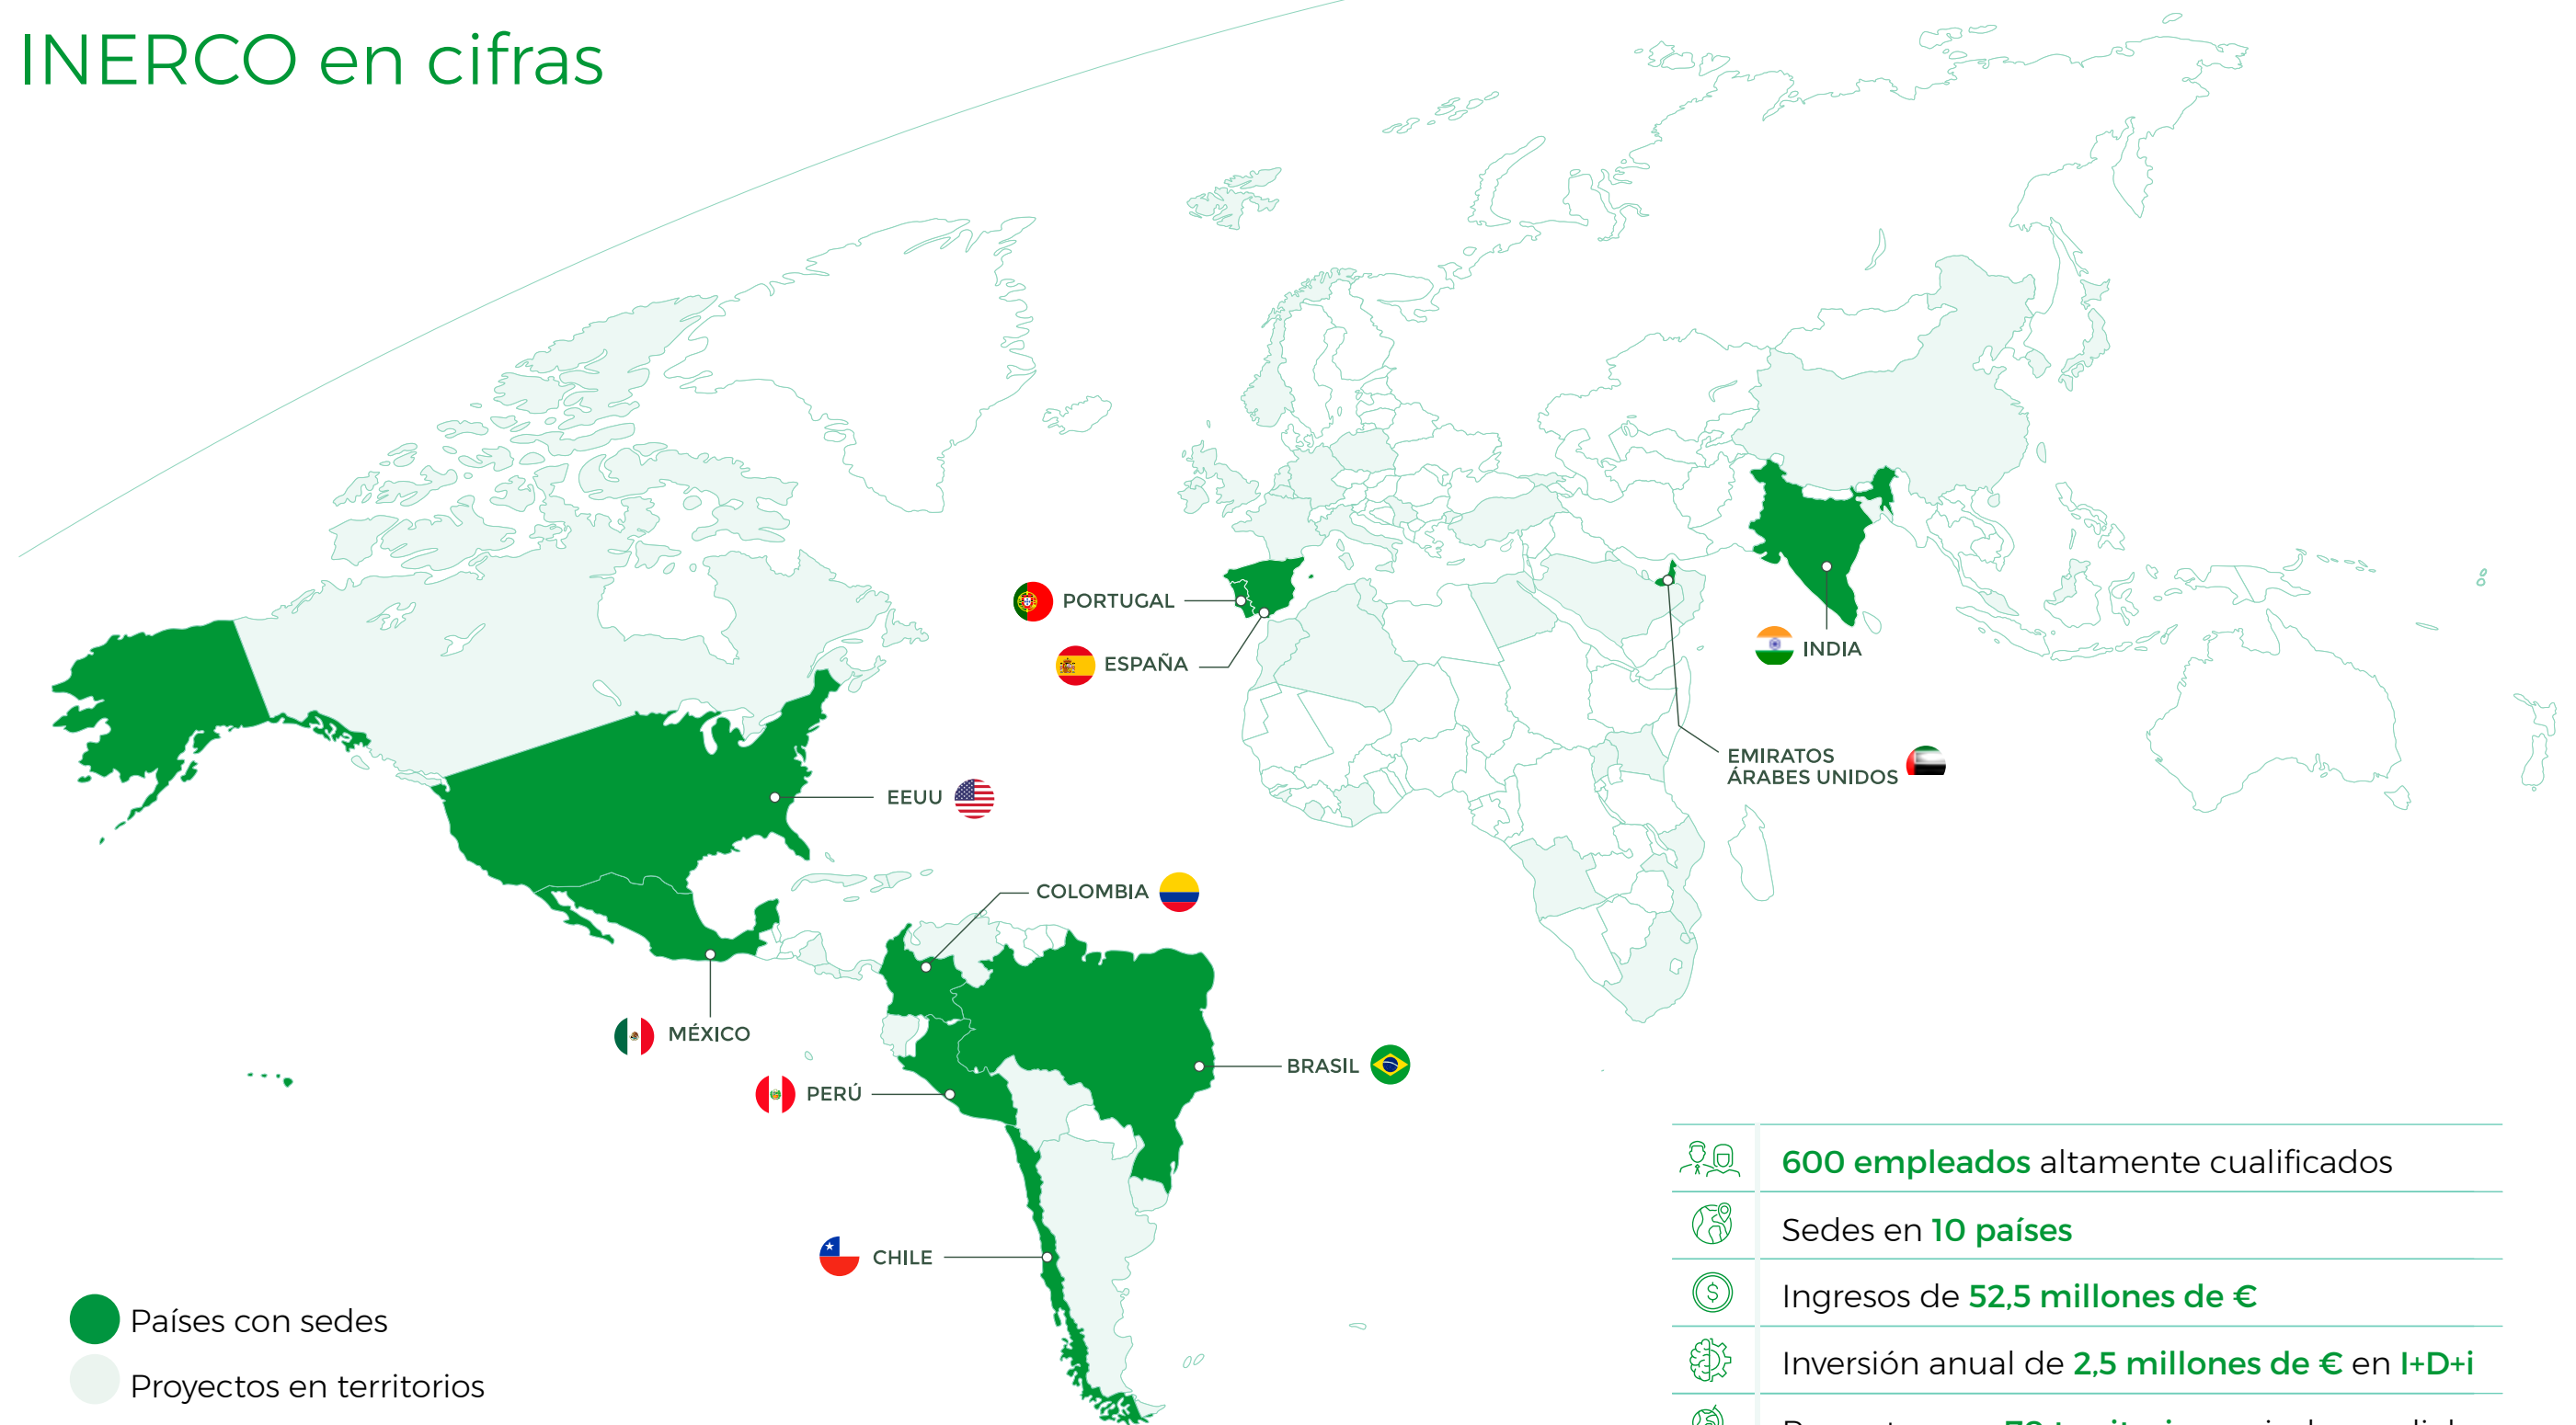 INERCO en cifras
PORTUGAL
ESPAÑA
INDIA
EMIRATOS
ÁRABES UNIDOS
EEUU
COLOMBIA
MÉXICO
BRASIL
PERÚ
CHILE
600 empleados altamente cualificados
Sedes en 10 países
Ingresos de 52,5 millones de €
Inversión anual de 2,5 millones de € en I+D+i
Países con sedes
Proyectos en territorios